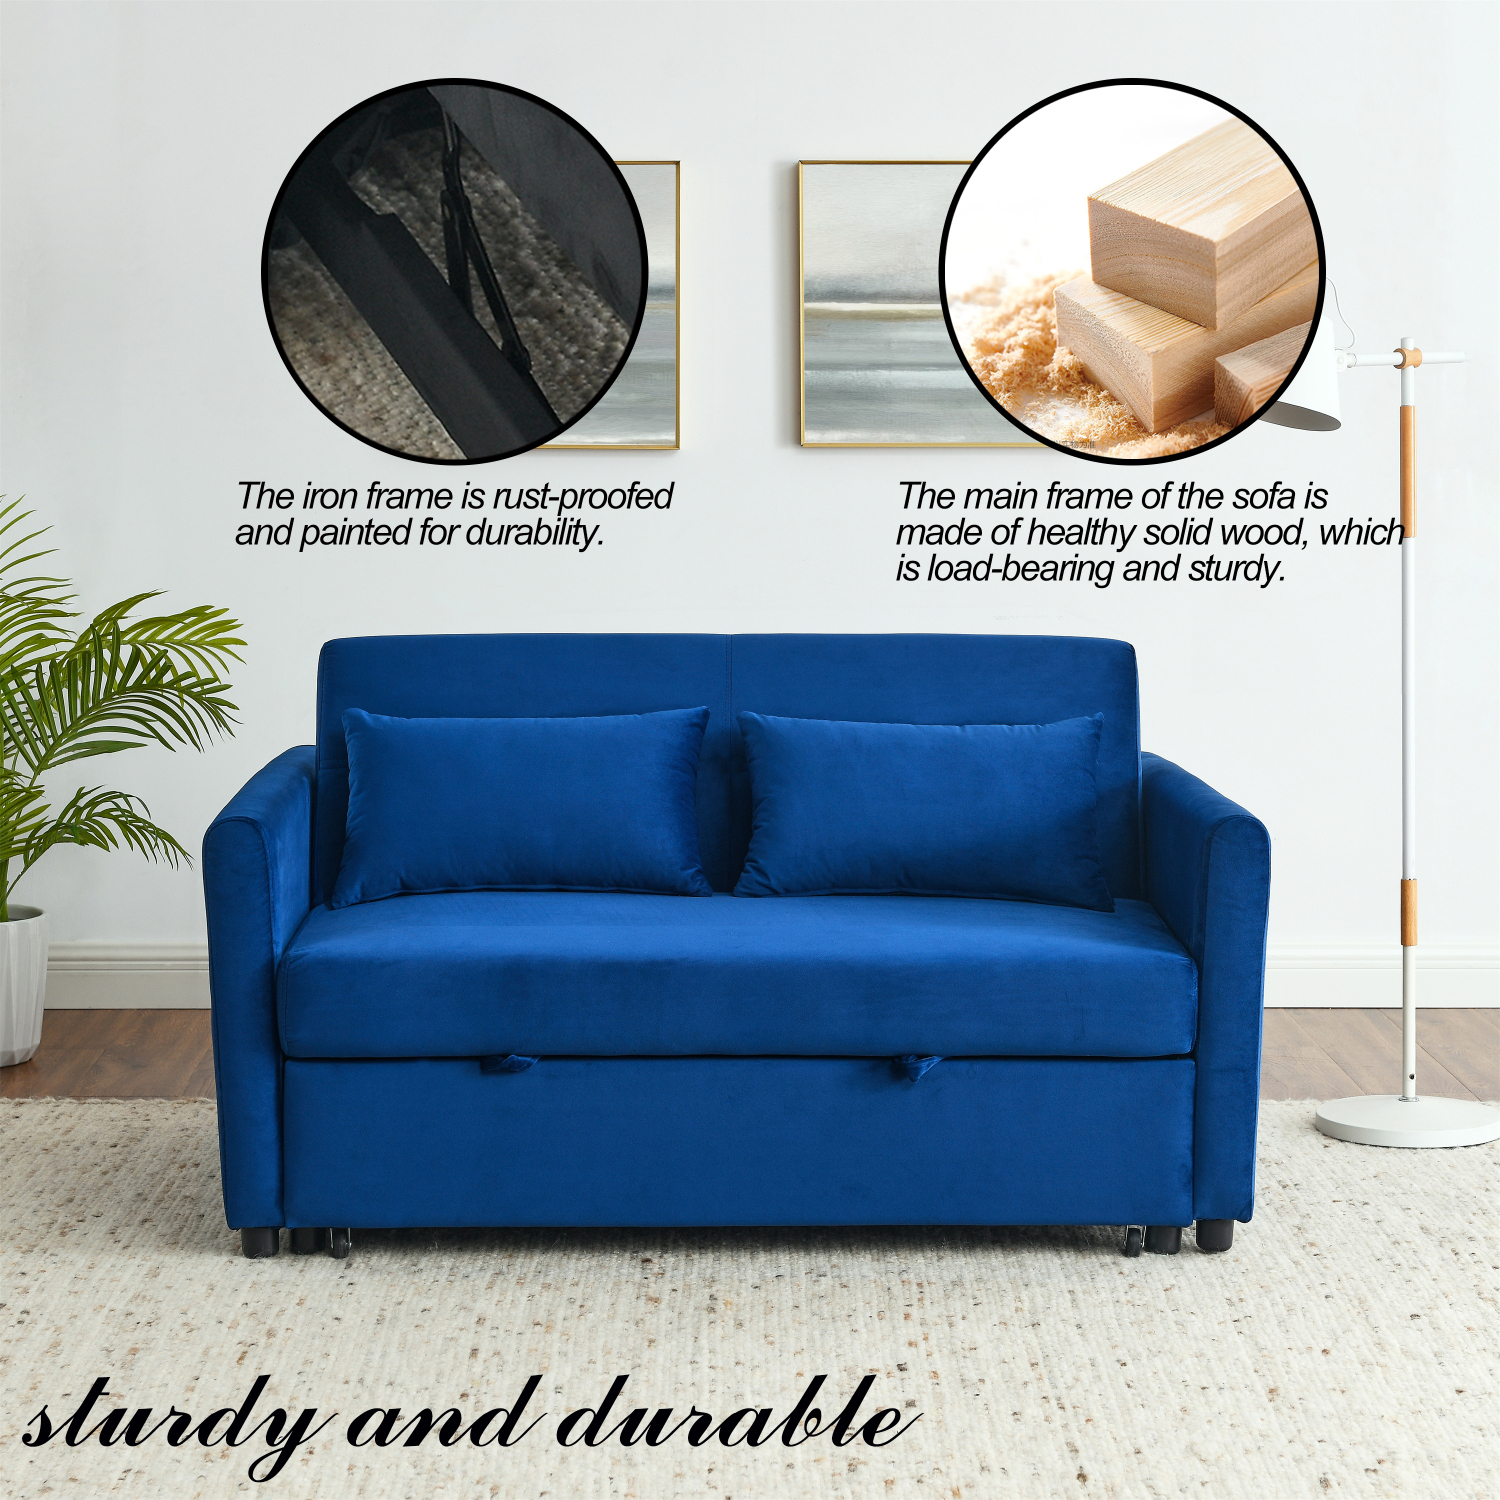 The iron frame is rust-proofed
and painted for durability.
The main frame of the sofa is
made of healthy solid wood, which
is load-bearing and sturdy.
sturdy and durable